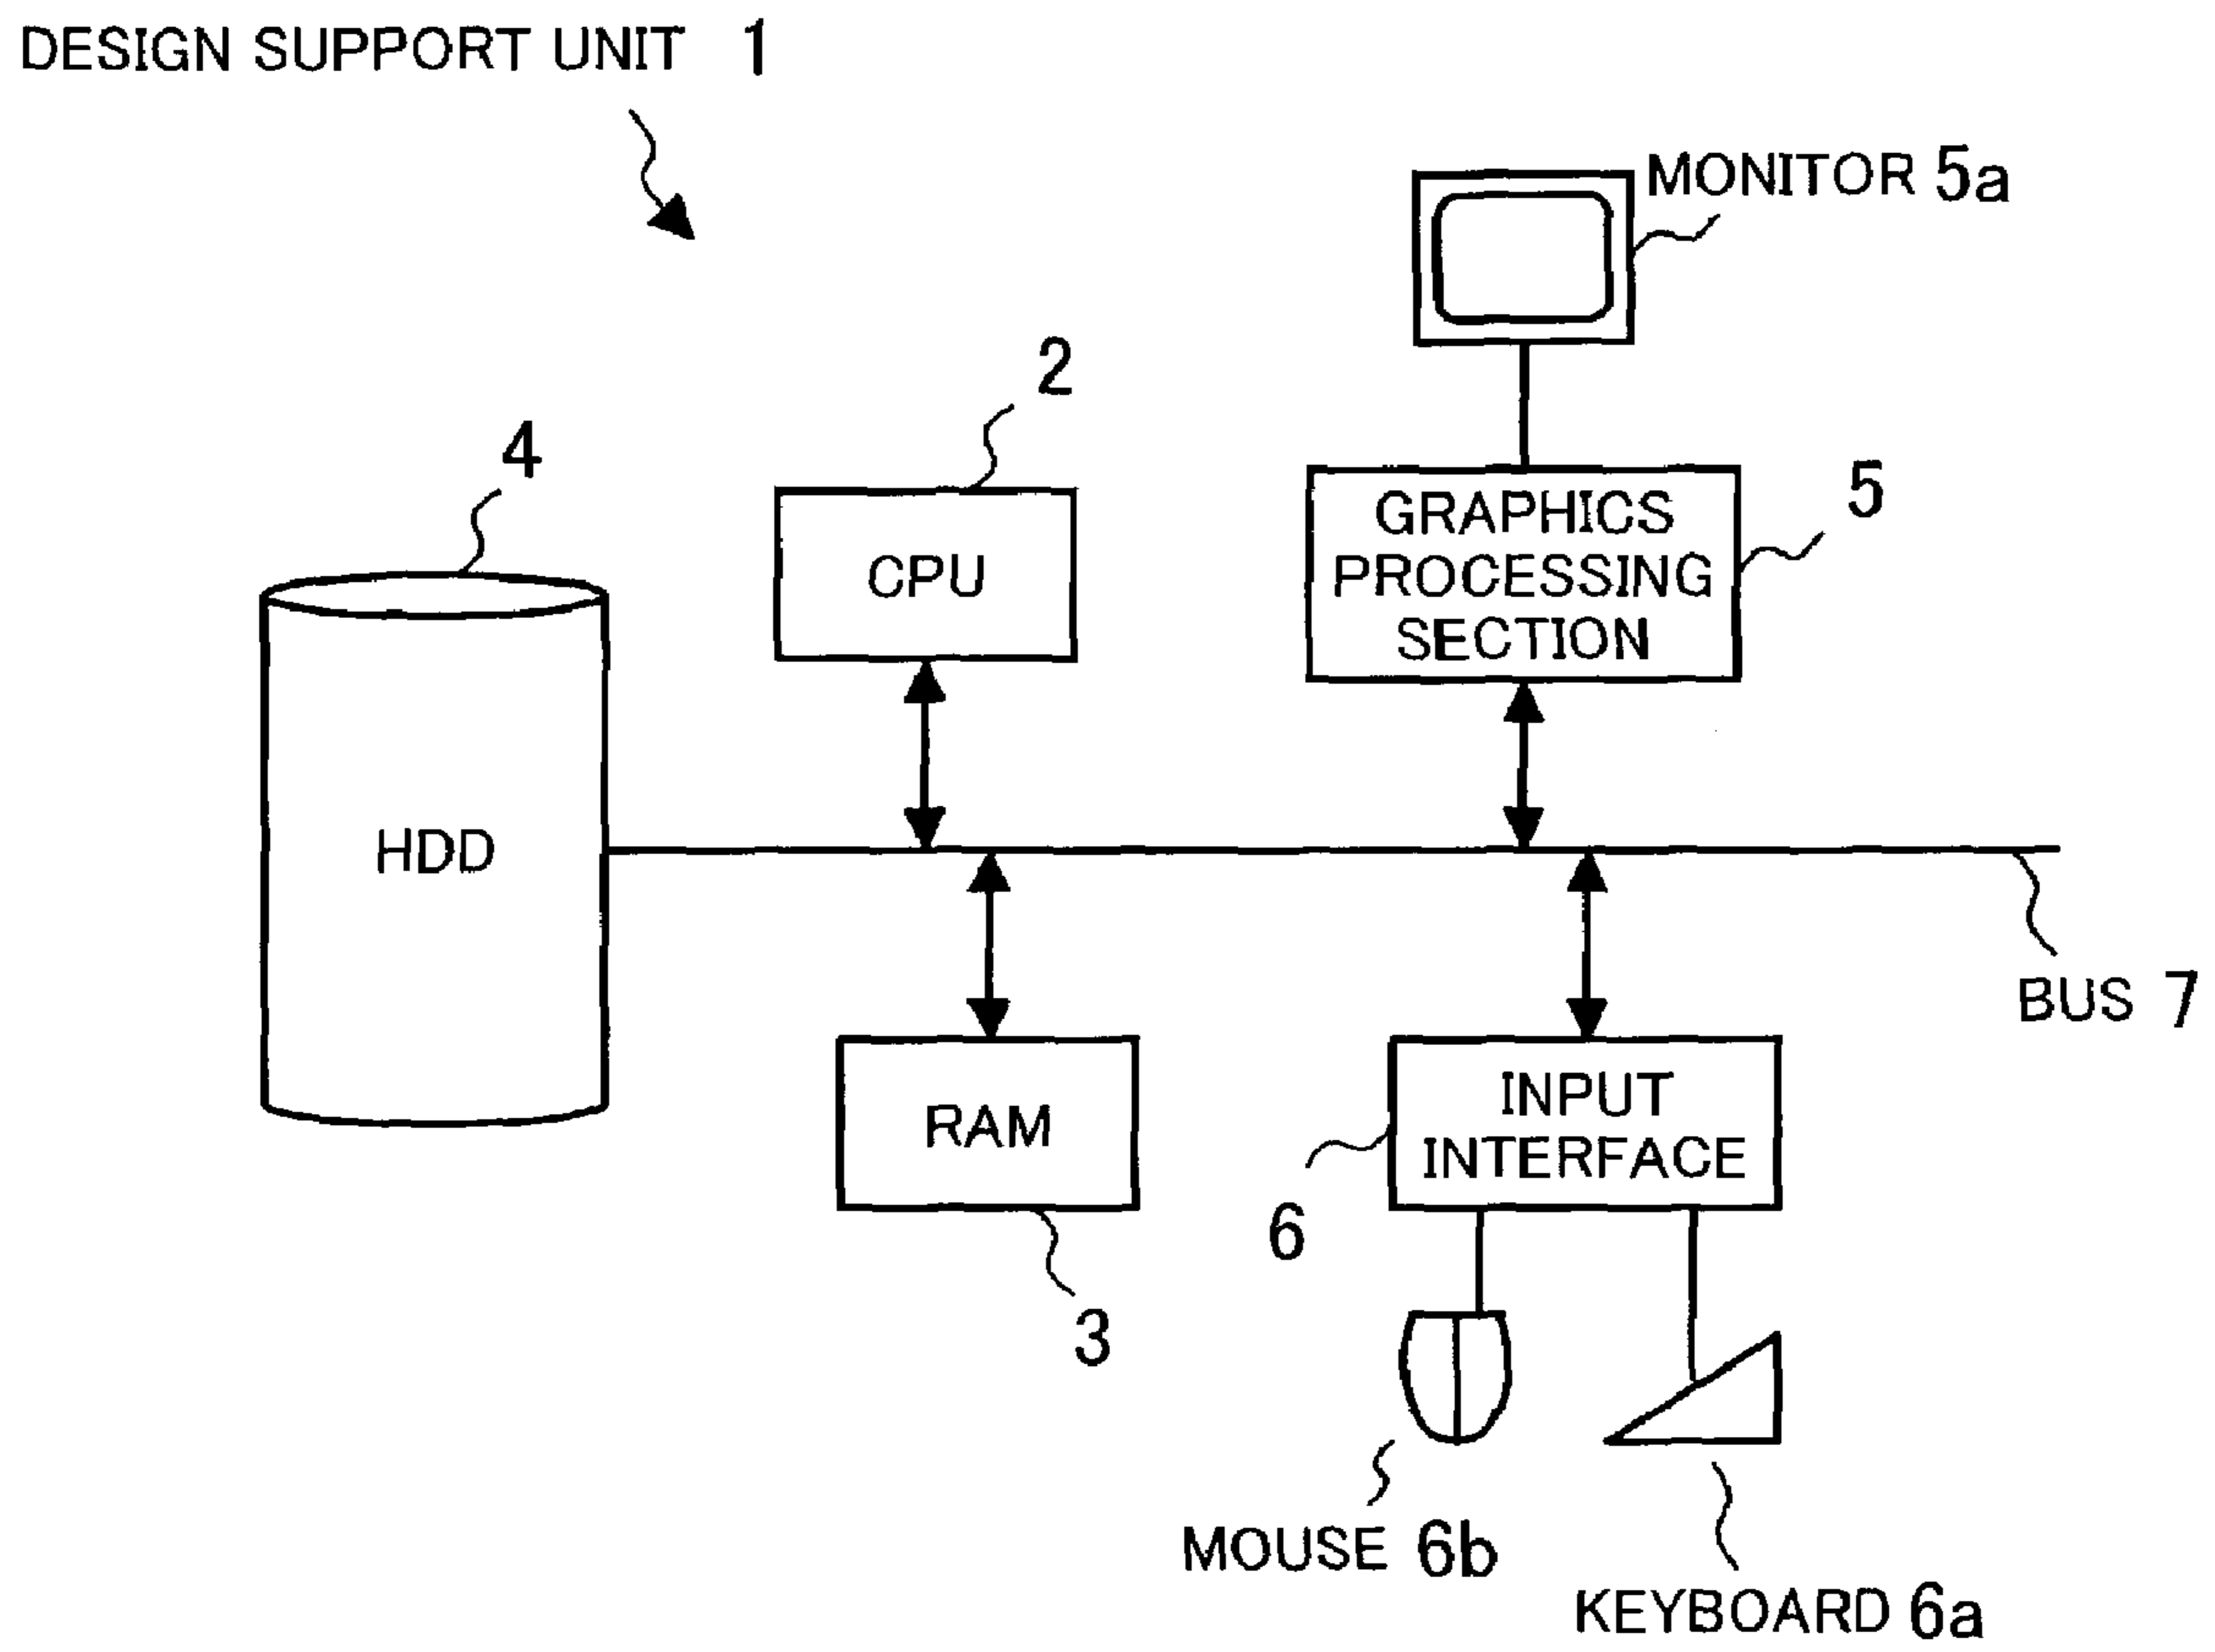 DESIGN SUPPORT UNIT 1
MONITOR 5a
2
4
5
CPU
GRAPHICS
PROCESSING
SECTION
HDD
BUS 7
RAM
INPUT
INTERFACE
6
3
MOUSE 6b
KEYBOARD 6a